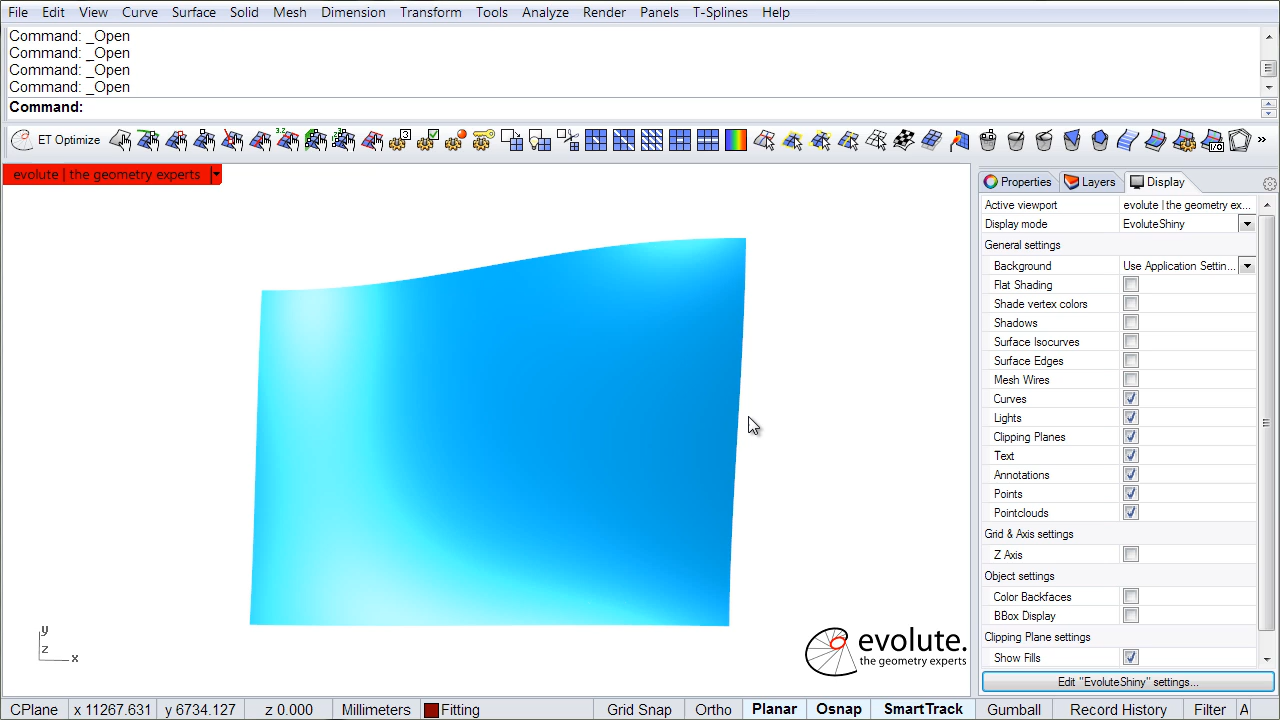 File Edit View Curve Surface Solid Mesh Dimension Transform Tools Analyze Render Panels T-Splines Help
Command: _Open
Command: _Open
Command: _Open
Command: _Open
Command:
ET Optimize
evolute | the geometry experts
Properties Layers Display
Active viewport evolute | the geometry ex...
Display mode EvoluteShiny
General settings
Background Use Application Settin...
Flat Shading
Shade vertex colors
Shadows
Surface Isocurves
Surface Edges
Mesh Wires
Curves
Lights
Clipping Planes
Text
Annotations
Points
Pointclouds
Grid & Axis settings
Z Axis
Object settings
Color Backfaces
BBox Display
Clipping Plane settings
Show Fills
Edit "EvoluteShiny" settings...
y
z
x
evolute.
the geometry experts
CPlane x 11267.631 y 6734.127 z 0.000 Millimeters Fitting Grid Snap Ortho Planar Osnap SmartTrack Gumball Record History Filter A